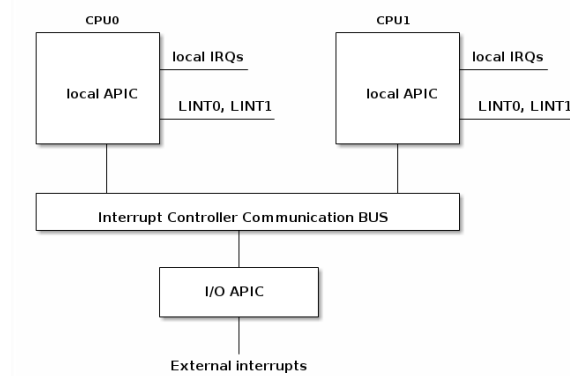 CPU0
CPU1
local IRQs
local IRQs
local APIC
local APIC
LINT0, LINT1
LINT0, LINT1
Interrupt Controller Communication BUS
I/O APIC
External interrupts